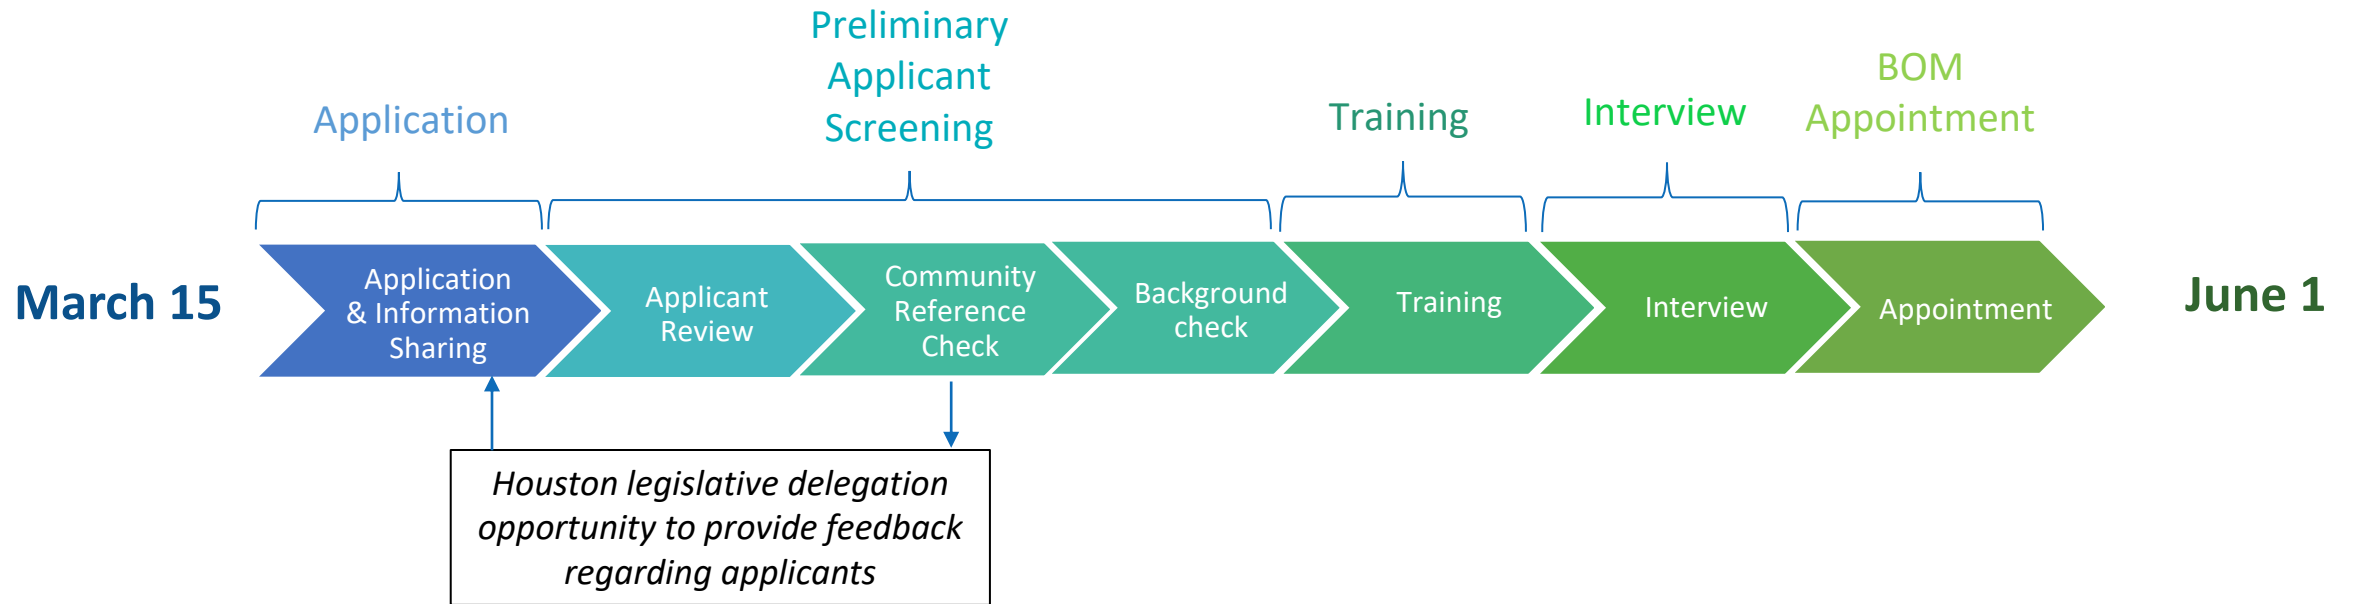 Preliminary
Applicant
Screening
Application
Training
Interview
BOM
Appointment
March 15
Application
& Information
Sharing
Applicant
Review
Community
Reference
Check
Background
check
Training
Interview
Appointment
June 1
Houston legislative delegation
opportunity to provide feedback
regarding applicants